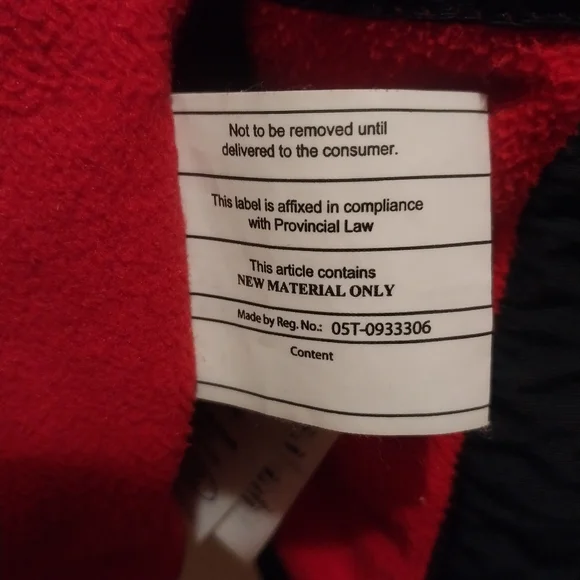 Not to be removed until
delivered to the consumer.
This label is affixed in compliance
with Provincial Law
This article contains
NEW MATERIAL ONLY
Made by Reg. No.: 05T-0933306
Content